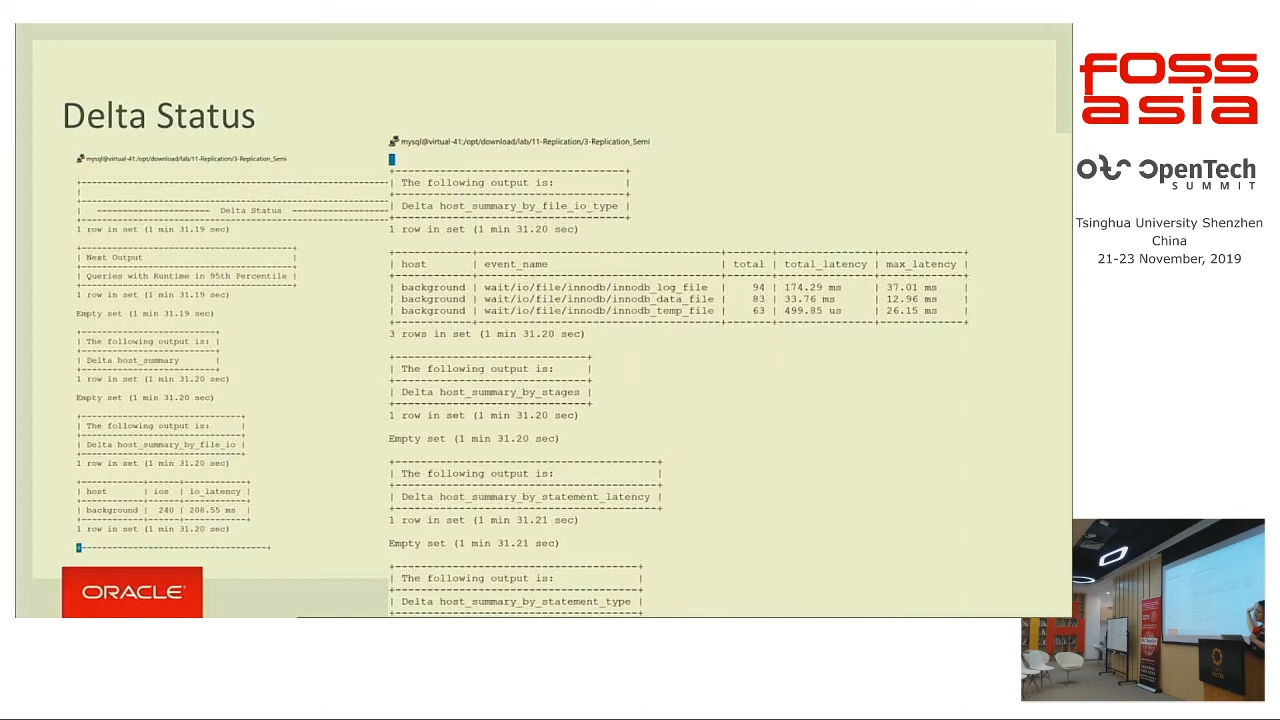 Delta Status
mysql@virtual-41:/opt/download/lab/11-Replication/3-Replication_Semi
+-------------------------------------------------------------
|
+-------------------------------------------------------------
| ---------------------- Delta Status -------------------
+-------------------------------------------------------------
1 row in set (1 min 31.19 sec)
+-----------------------------------------+
| Next Output |
+-----------------------------------------+
| Queries with Runtime in 95th Percentile |
+-----------------------------------------+
1 row in set (1 min 31.19 sec)
Empty set (1 min 31.19 sec)
+--------------------------+
| The following output is: |
+--------------------------+
| Delta host_summary |
+--------------------------+
1 row in set (1 min 31.20 sec)
Empty set (1 min 31.20 sec)
+-------------------------------+
| The following output is: |
+-------------------------------+
| Delta host_summary_by_file_io |
+-------------------------------+
1 row in set (1 min 31.20 sec)
+------------+------+------------+
| host | ios | io_latency |
+------------+------+------------+
| background | 240 | 208.55 ms |
+------------+------+------------+
1 row in set (1 min 31.20 sec)
+------------------------------------+
mysql@virtual-41:/opt/download/lab/11-Replication/3-Replication_Semi
+------------------------------------+
| The following output is: |
+------------------------------------+
| Delta host_summary_by_file_io_type |
+------------------------------------+
1 row in set (1 min 31.20 sec)
+------------+-----------------------------------+-------+---------------+-------------+
| host | event_name | total | total_latency | max_latency |
+------------+-----------------------------------+-------+---------------+-------------+
| background | wait/io/file/innodb/innodb_log_file | 94 | 174.29 ms | 37.01 ms |
| background | wait/io/file/innodb/innodb_data_file | 83 | 33.76 ms | 12.96 ms |
| background | wait/io/file/innodb/innodb_temp_file | 63 | 499.85 us | 26.15 ms |
+------------+-----------------------------------+-------+---------------+-------------+
3 rows in set (1 min 31.20 sec)
+------------------------------+
| The following output is: |
+------------------------------+
| Delta host_summary_by_stages |
+------------------------------+
1 row in set (1 min 31.20 sec)
Empty set (1 min 31.20 sec)
+-----------------------------------------+
| The following output is: |
+-----------------------------------------+
| Delta host_summary_by_statement_latency |
+-----------------------------------------+
1 row in set (1 min 31.21 sec)
Empty set (1 min 31.21 sec)
+--------------------------------------+
| The following output is: |
+--------------------------------------+
| Delta host_summary_by_statement_type |
+--------------------------------------+
ORACLE
FOSS
asia
OpenTech
SUMMIT
Tsinghua University Shenzhen
China
21-23 November, 2019